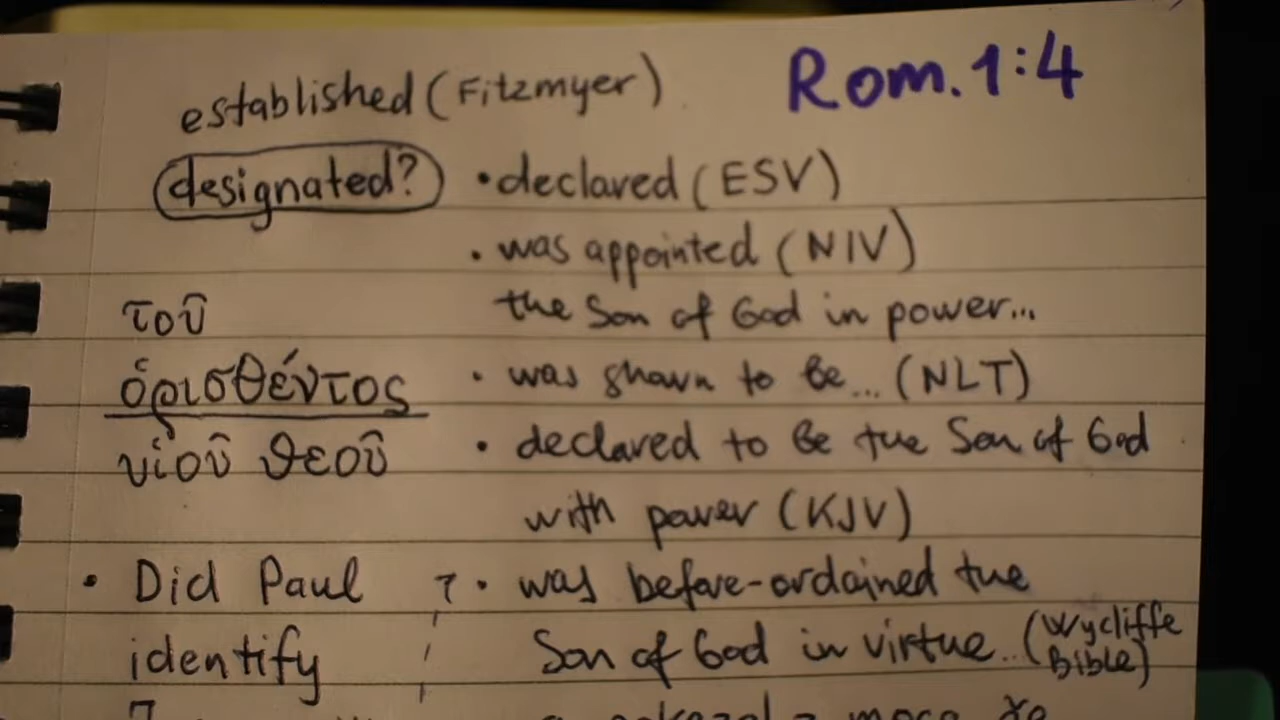 Rom. 1:4
established (Fitzmyer)
designated? • declared (ESV)
• was appointed (NIV)
τοῦ the Son of God in power...
ὁρισθέντος • was shown to be... (NLT)
υἱοῦ θεοῦ • declared to be the Son of God
with power (KJV)
• Did Paul ? • was before-ordained the
identify Son of God in virtue.. (Wycliffe
Bible)